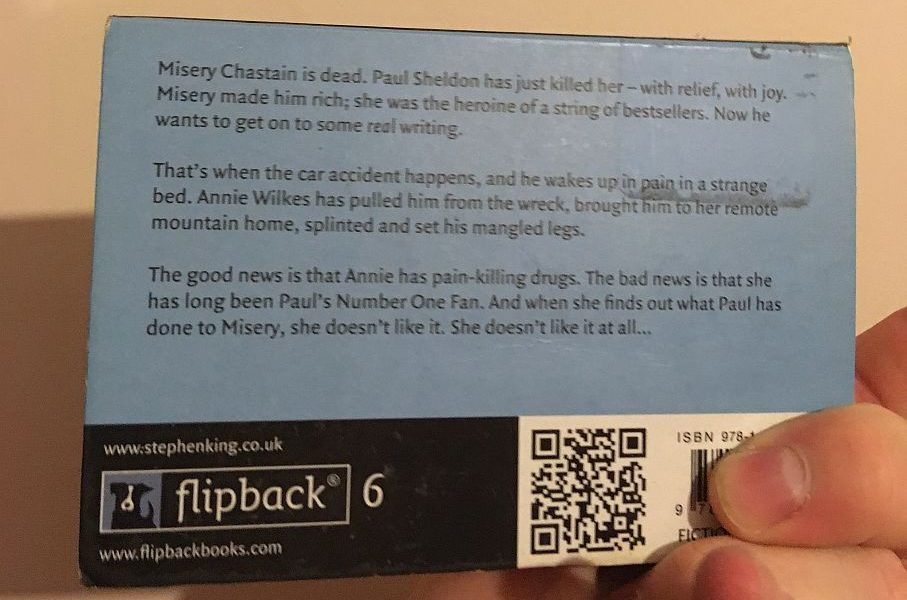 Misery Chastain is dead. Paul Sheldon has just killed her – with relief, with joy.
Misery made him rich; she was the heroine of a string of bestsellers. Now he
wants to get on to some real writing.
That's when the car accident happens, and he wakes up in pain in a strange
bed. Annie Wilkes has pulled him from the wreck, brought him to her remote
mountain home, splinted and set his mangled legs.
The good news is that Annie has pain-killing drugs. The bad news is that she
has long been Paul's Number One Fan. And when she finds out what Paul has
done to Misery, she doesn't like it. She doesn't like it at all...
www.stephenking.co.uk
flipback® 6
www.flipbackbooks.com
ISBN 978-
9